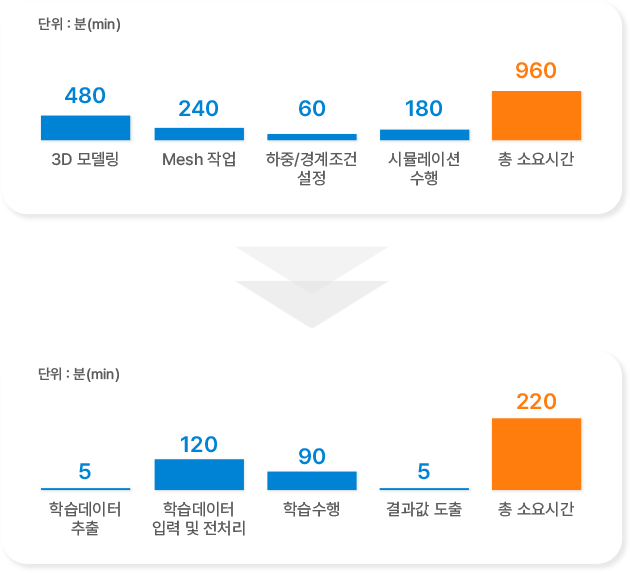 단위 : 분(min)
480
240
60
180
960
3D 모델링
Mesh 작업
하중/경계조건
설정
시뮬레이션
수행
총 소요시간
단위 : 분(min)
5
120
90
5
220
학습데이터
추출
학습데이터
입력 및 전처리
학습수행
결과값 도출
총 소요시간